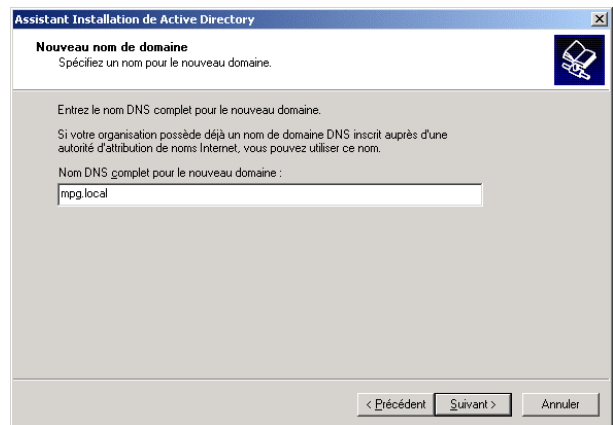 Assistant Installation de Active Directory
Nouveau nom de domaine
Spécifiez un nom pour le nouveau domaine.
Entrez le nom DNS complet pour le nouveau domaine.
Si votre organisation possède déjà un nom de domaine DNS inscrit auprès d'une
autorité d'attribution de noms Internet, vous pouvez utiliser ce nom.
Nom DNS complet pour le nouveau domaine :
mpg.local
< Précédent Suivant > Annuler